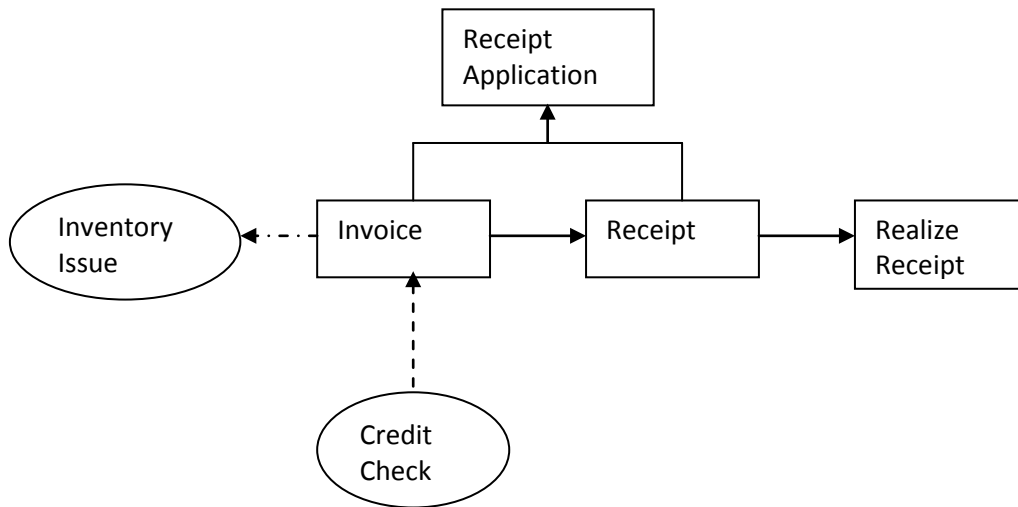 Receipt
Application
Inventory
Issue
Invoice
Receipt
Realize
Receipt
Credit
Check